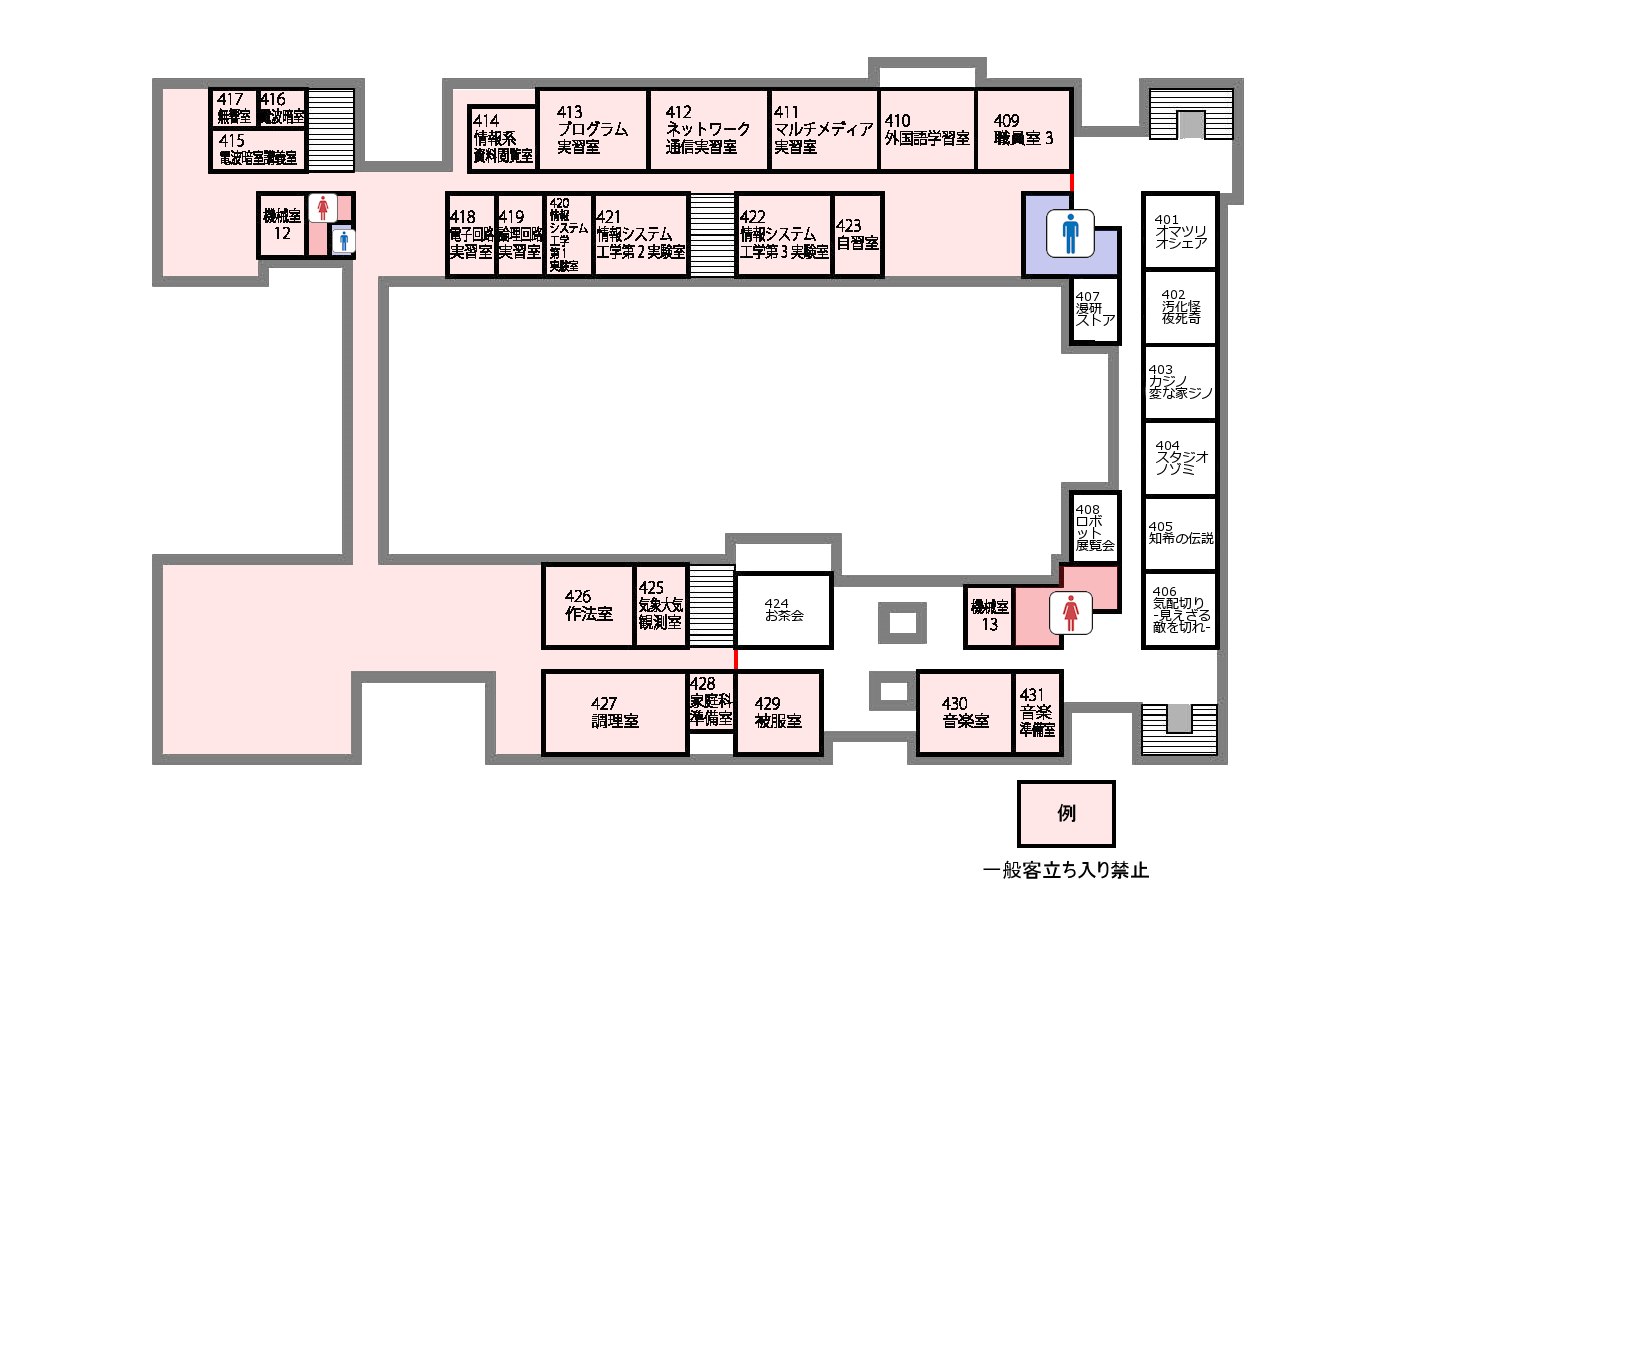 417
無響室
416
電波暗室
415
電波暗室講義室
414
情報系
資料閲覧室
413
プログラム
実習室
412
ネットワーク
通信実習室
411
マルチメディア
実習室
410
外国語学習室
409
職員室 3
機械室
12
418
電子回路
実習室
419
論理回路
実習室
420
情報
システム
工学
第1
実験室
421
情報システム
工学第2実験室
422
情報システム
工学第3実験室
423
自習室
401
オマツリ
オシェア
402
汚化怪
夜死奇
403
カジノ
変な家ジノ
404
スタジオ
ノゾミ
405
知希の伝説
406
気配切り
-見えざる
敵を切れ-
407
漫研
ストア
408
ロボ
ット
展覧会
426
作法室
425
気象大気
観測室
424
お茶会
機械室
13
427
調理室
428
家庭科
準備室
429
被服室
430
音楽室
431
音楽
準備室
例
一般客立ち入り禁止